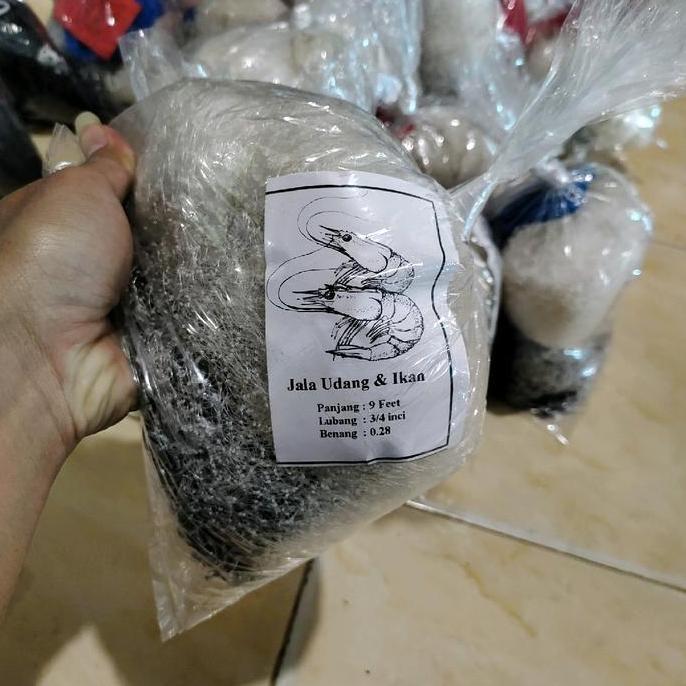 Jala Udang & Ikan
Panjang : 9 Feet
Lubang : 3/4 inci
Benang : 0.28